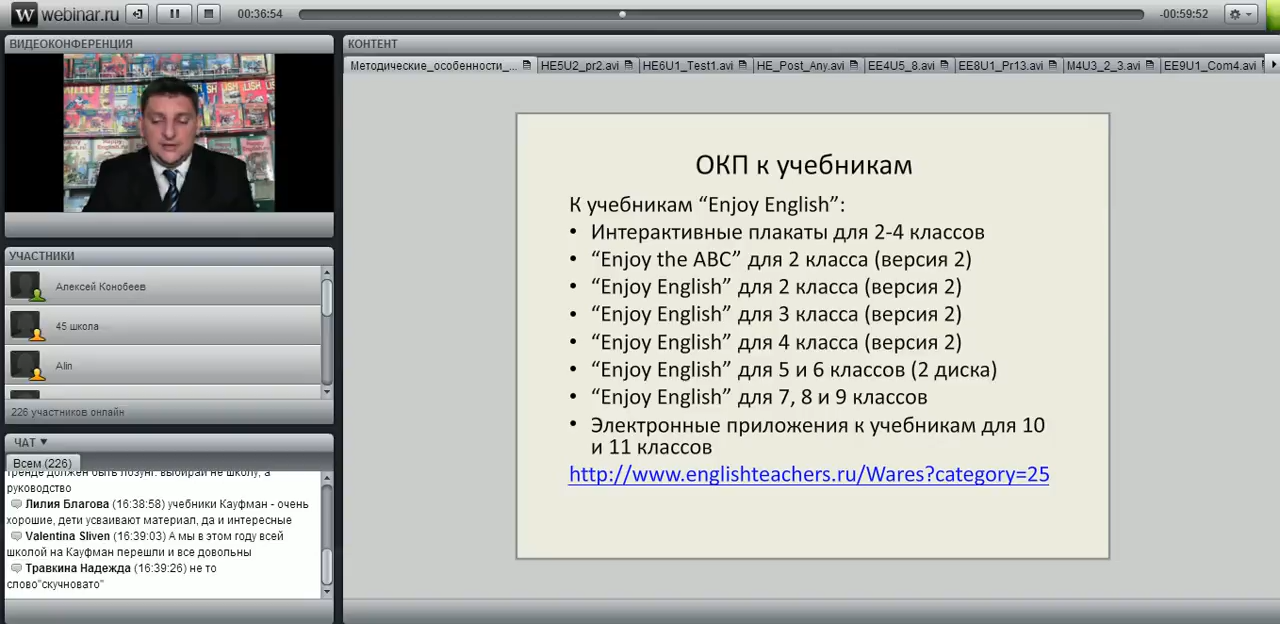 webinar.ru
00:36:54
-00:59:52
ВИДЕОКОНФЕРЕНЦИЯ
КОНТЕНТ
Методические_особенности_...
HE5U2_pr2.avi
HE6U1_Test1.avi
HE_Post_Any.avi
EE4U5_8.avi
EE8U1_Pr13.avi
M4U3_2_3.avi
EE9U1_Com4.avi
УЧАСТНИКИ
Алексей Конобеев
45 школа
Alin
226 участников онлайн
ЧАТ
Всем (226)
тренде должен быть лозунг: выбирай не школу, а
руководство
Лилия Благова (16:38:58) учебники Кауфман - очень
хорошие, дети усваивают материал, да и интересные
Valentina Sliven (16:39:03) А мы в этом году всей
школой на Кауфман перешли и все довольны
Травкина Надежда (16:39:26) не то
слово"скучновато"
ОКП к учебникам
К учебникам “Enjoy English”:
• Интерактивные плакаты для 2-4 классов
• “Enjoy the ABC” для 2 класса (версия 2)
• “Enjoy English” для 2 класса (версия 2)
• “Enjoy English” для 3 класса (версия 2)
• “Enjoy English” для 4 класса (версия 2)
• “Enjoy English” для 5 и 6 классов (2 диска)
• “Enjoy English” для 7, 8 и 9 классов
• Электронные приложения к учебникам для 10
и 11 классов
http://www.englishteachers.ru/Wares?category=25